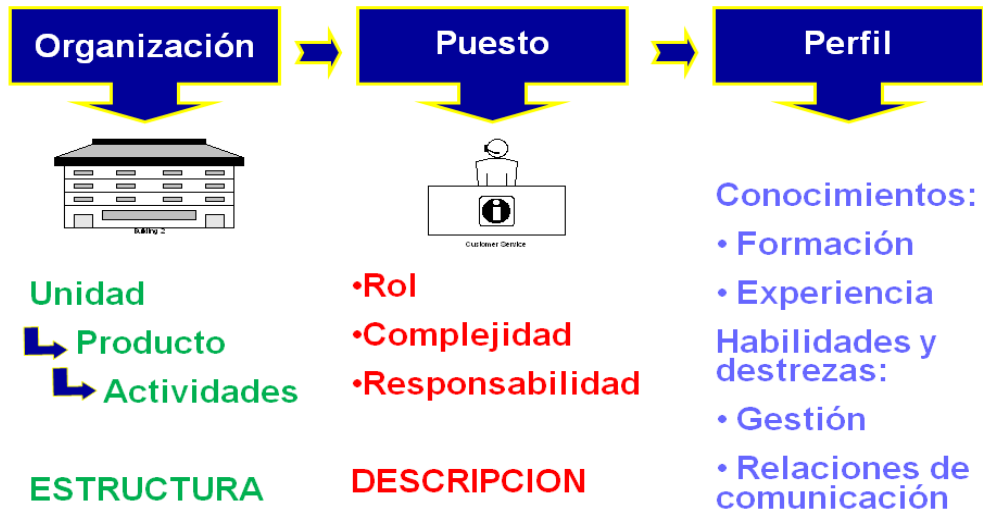 Organización
Puesto
Perfil
Building 2
Customer Service
Unidad
Producto
Actividades
ESTRUCTURA
•Rol
•Complejidad
•Responsabilidad
DESCRIPCION
Conocimientos:
• Formación
• Experiencia
Habilidades y
destrezas:
• Gestión
• Relaciones de
comunicación